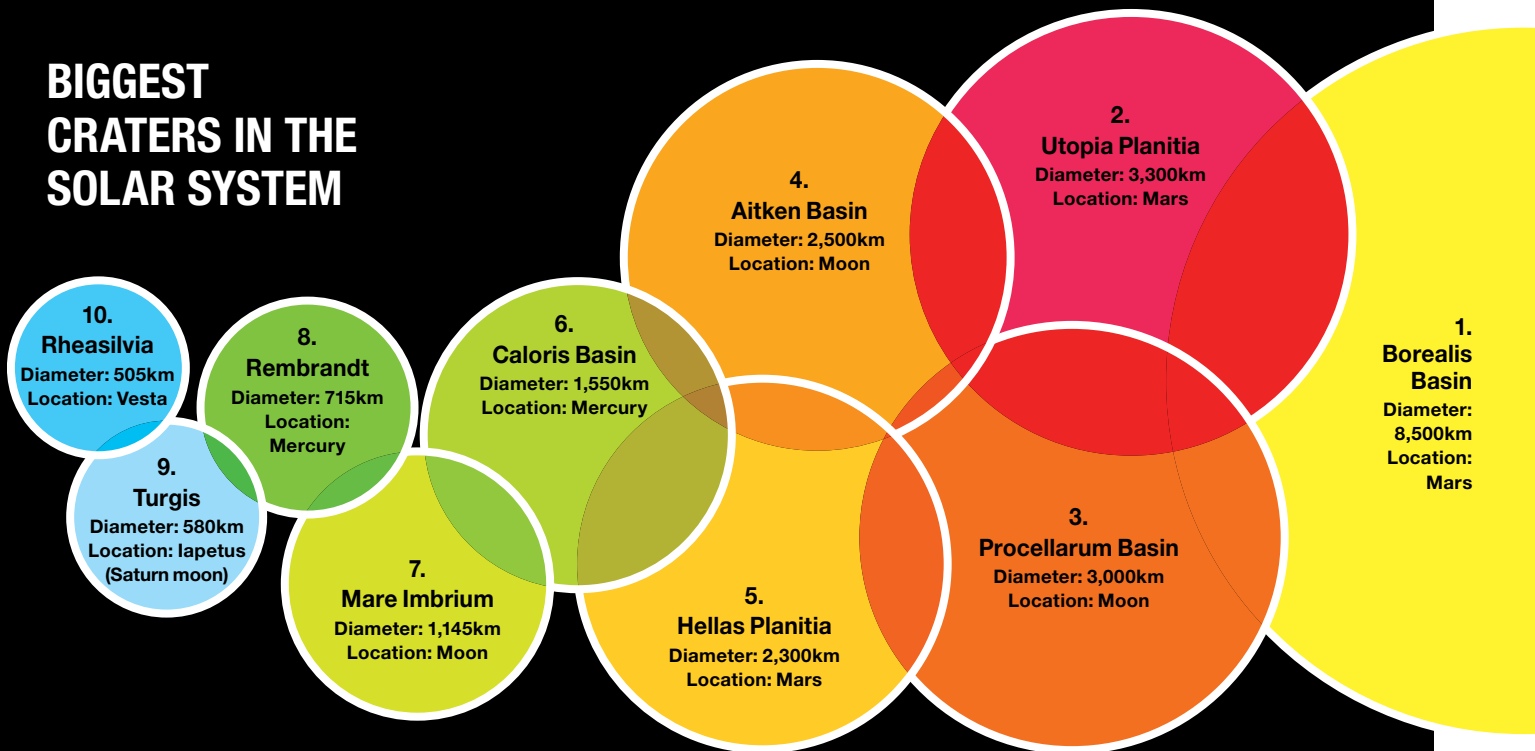 BIGGEST
CRATERS IN THE
SOLAR SYSTEM
10.
Rheasilvia
Diameter: 505km
Location: Vesta
9.
Turgis
Diameter: 580km
Location: Iapetus
(Saturn moon)
8.
Rembrandt
Diameter: 715km
Location:
Mercury
7.
Mare Imbrium
Diameter: 1,145km
Location: Moon
6.
Caloris Basin
Diameter: 1,550km
Location: Mercury
4.
Aitken Basin
Diameter: 2,500km
Location: Moon
5.
Hellas Planitia
Diameter: 2,300km
Location: Mars
2.
Utopia Planitia
Diameter: 3,300km
Location: Mars
3.
Procellarum Basin
Diameter: 3,000km
Location: Moon
1.
Borealis
Basin
Diameter:
8,500km
Location:
Mars